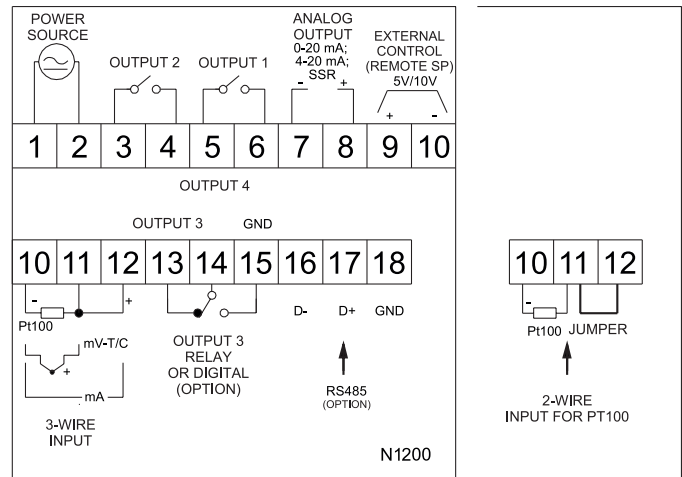 POWER
SOURCE
OUTPUT 2
OUTPUT 1
ANALOG
OUTPUT
0-20 mA;
4-20 mA;
SSR
- +
EXTERNAL
CONTROL
(REMOTE SP)
5V/10V
+ -
1 2 3 4 5 6 7 8 9 10
OUTPUT 4
OUTPUT 3 GND
10 11 12 13 14 15 16 17 18
- +
Pt100
mV-T/C
+
mA
3-WIRE
INPUT
OUTPUT 3
RELAY
OR DIGITAL
(OPTION)
D- D+ GND
RS485
(OPTION)
N1200
10 11 12
-
Pt100 JUMPER
2-WIRE
INPUT FOR PT100